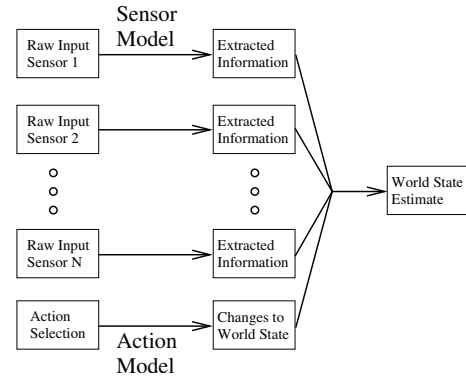 Sensor
Model
Raw Input
Sensor 1
Extracted
Information
Raw Input
Sensor 2
Extracted
Information
World State
Estimate
Raw Input
Sensor N
Extracted
Information
Action
Selection
Changes to
World State
Action
Model